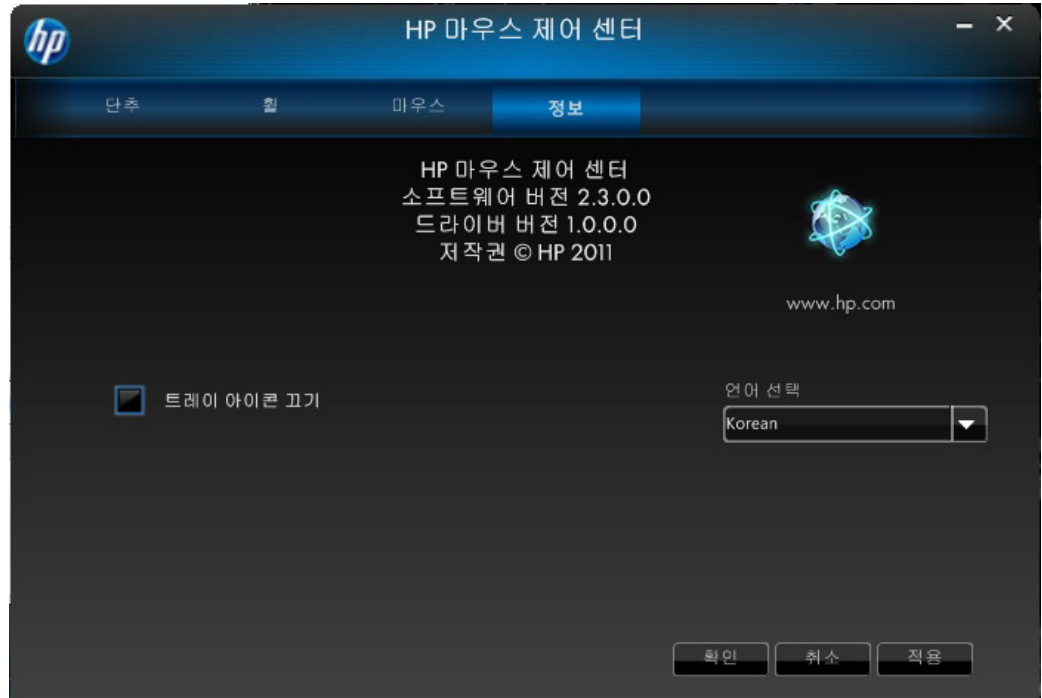 hp
HP 마우스 제어 센터
단추 휠 마우스 정보
HP 마우스 제어 센터
소프트웨어 버전 2.3.0.0
드라이버 버전 1.0.0.0
저작권 © HP 2011
www.hp.com
트레이 아이콘 끄기
언어 선택
Korean
확인 취소 적용